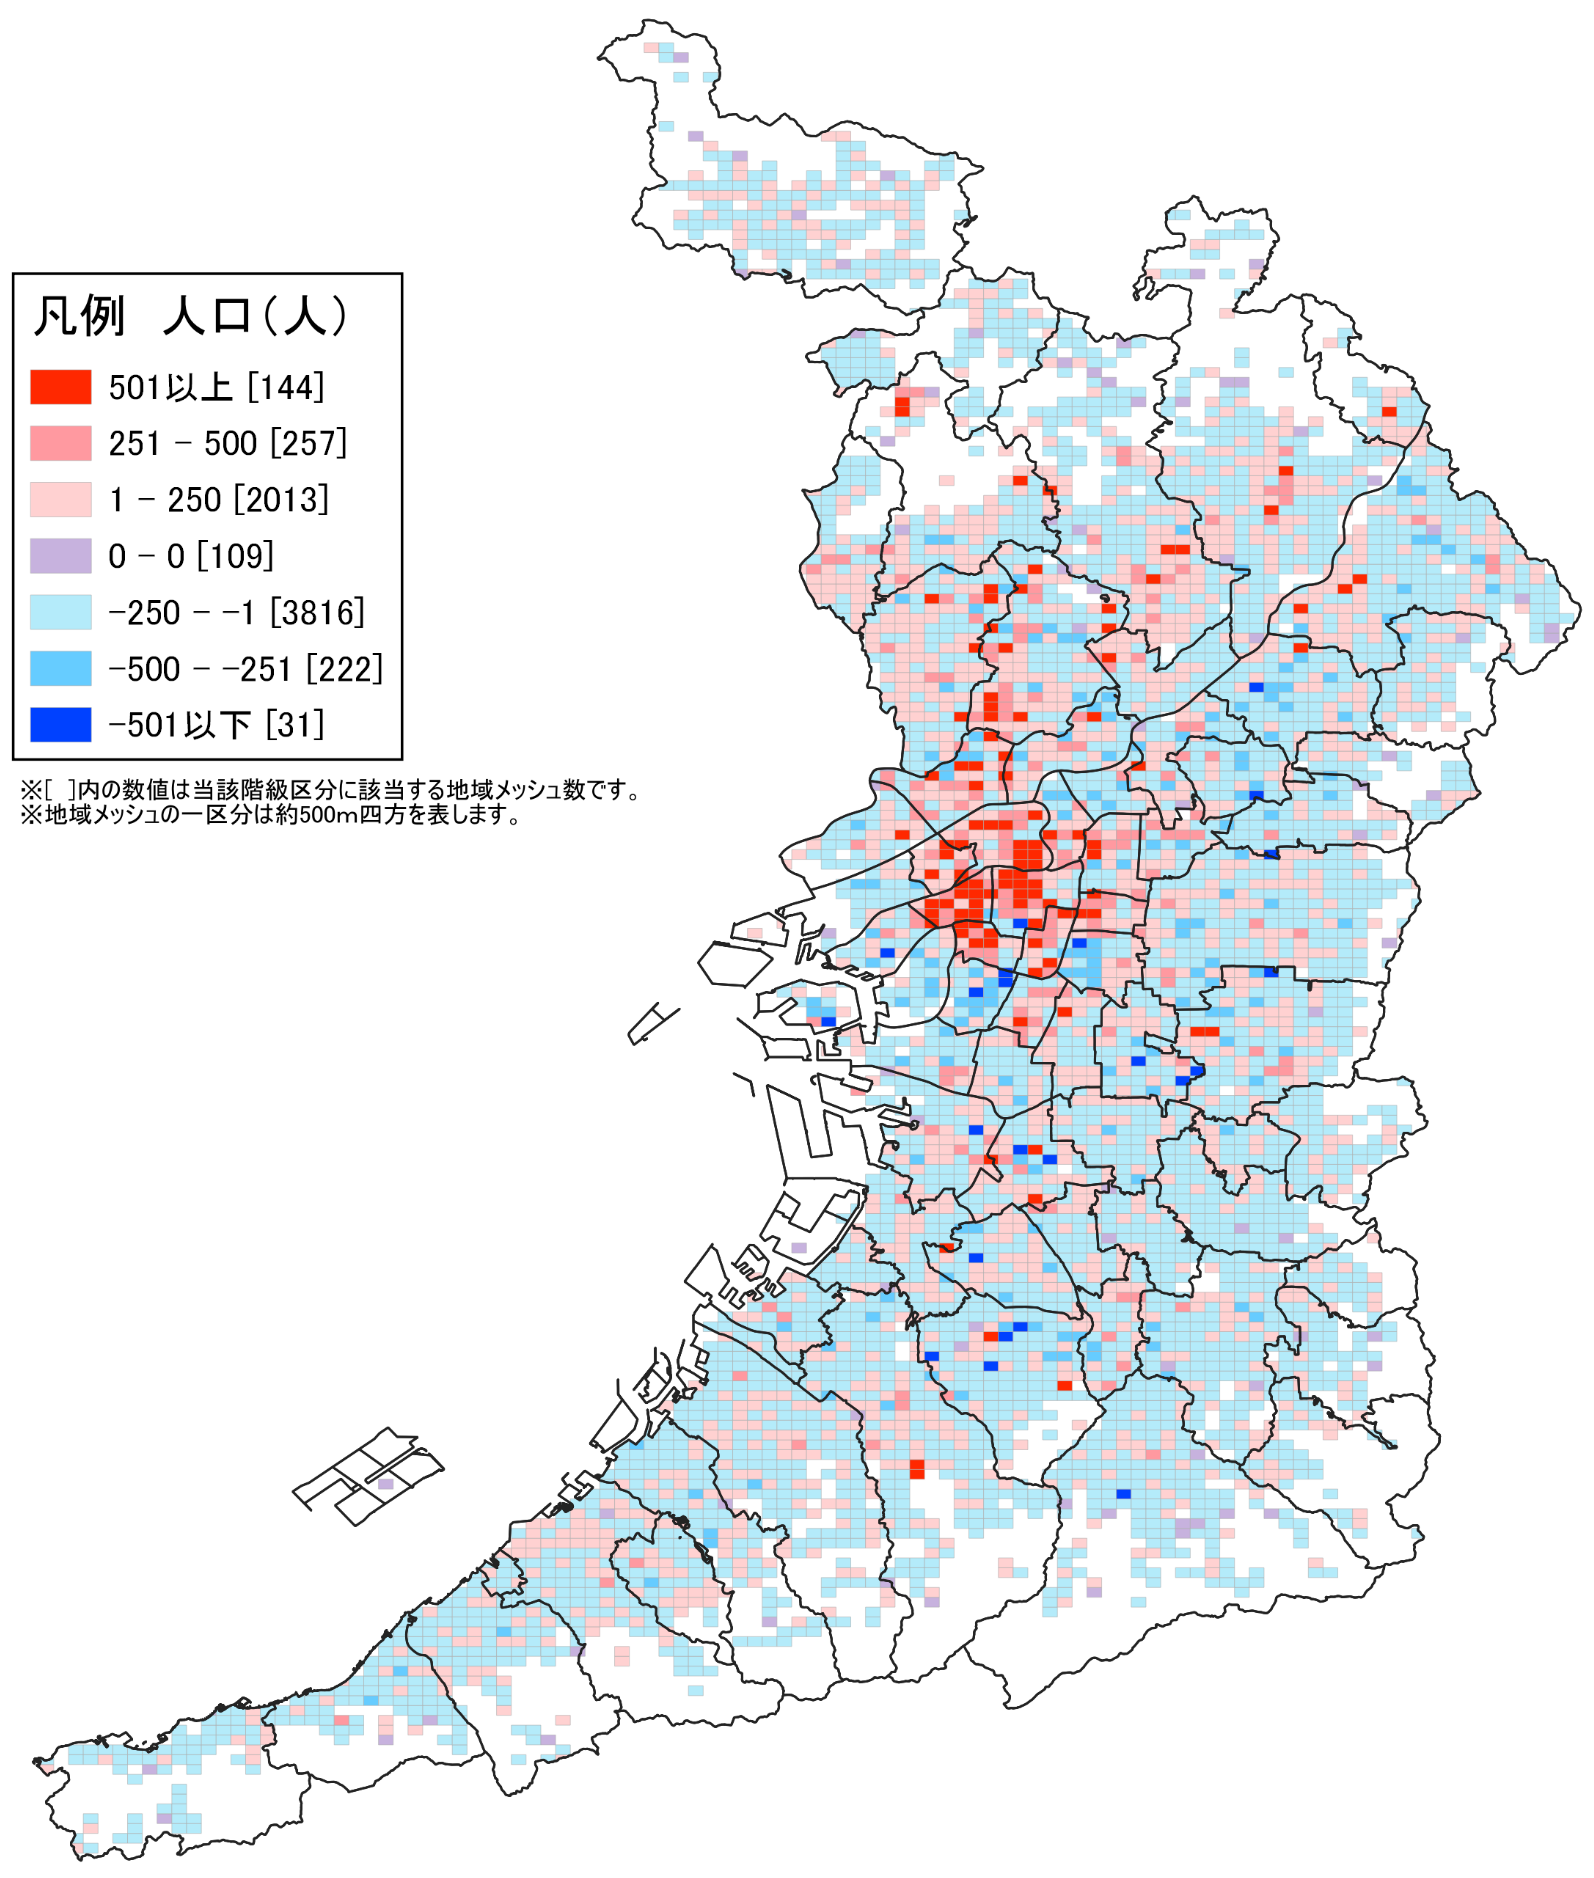 凡例　人口（人）
501以上 [144]
251 － 500 [257]
1 － 250 [2013]
0 － 0 [109]
－250 － －1 [3816]
－500 － －251 [222]
－501以下 [31]
※[　]内の数値は当該階級区分に該当する地域メッシュ数です。
※地域メッシュの一区分は約500m四方を表します。